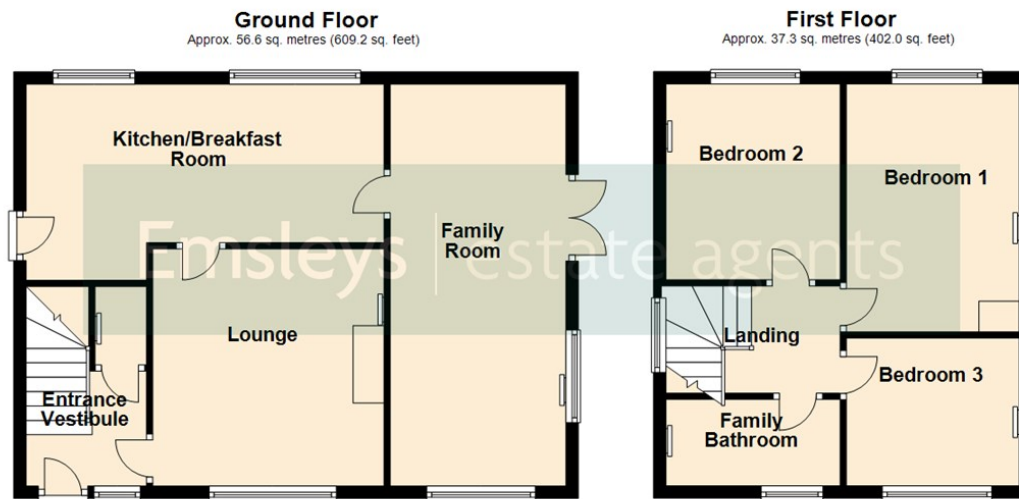 Ground Floor
Approx. 56.6 sq. metres (609.2 sq. feet)
Kitchen/Breakfast
Room
Family
Room
Lounge
Entrance
Vestibule
First Floor
Approx. 37.3 sq. metres (402.0 sq. feet)
Bedroom 2
Bedroom 1
Landing
Bedroom 3
Family
Bathroom
Emsleys | estate agents